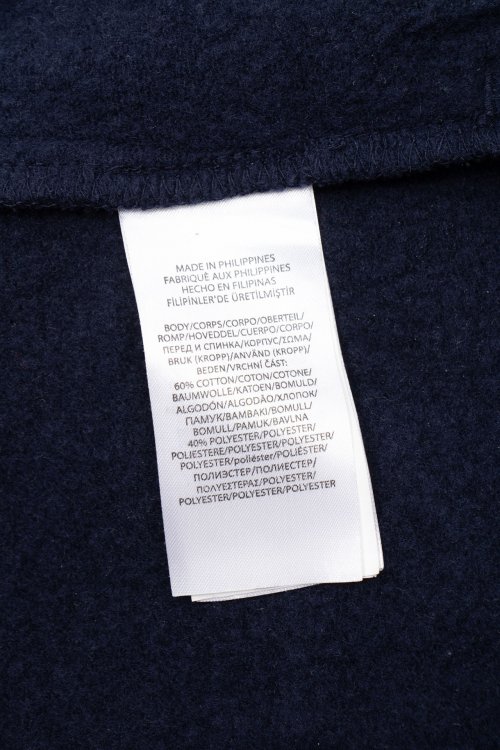 MADE IN PHILIPPINES
FABRIQUÉ AUX PHILIPPINES
HECHO EN FILIPINAS
FİLİPİNLER'DE ÜRETİLMİŞTİR
BODY/CORPS/CORPO/OBERTEIL/
ROMP/HOVEDDEL/CUERPO/CORPO/
ПЕРЕД И СПИНКА/КОРПУС/ΣΩΜΑ/
BRUK (KROPP)/ANVÄND (KROPP)/
BEDEN/VRCHNÍ ČÁST:
60% COTTON/COTON/COTONE/
BAUMWOLLE/KATOEN/BOMULD/
ALGODÓN/ALGODÃO/ХЛОПОК/
ПАМУК/ΒΑΜΒΑΚΙ/BOMULL/
BOMULL/PAMUK/BAVLNA
40% POLYESTER/POLYESTER/
POLIESTERE/POLYESTER/POLYESTER/
POLYESTER/poliéster/POLIÉSTER/
ПОЛИЭСТЕР/ПОЛИЕСТЕР/
ΠΟΛΥΕΣΤΕΡΑΣ/POLYESTER/
POLYESTER/POLYESTER/POLYESTER